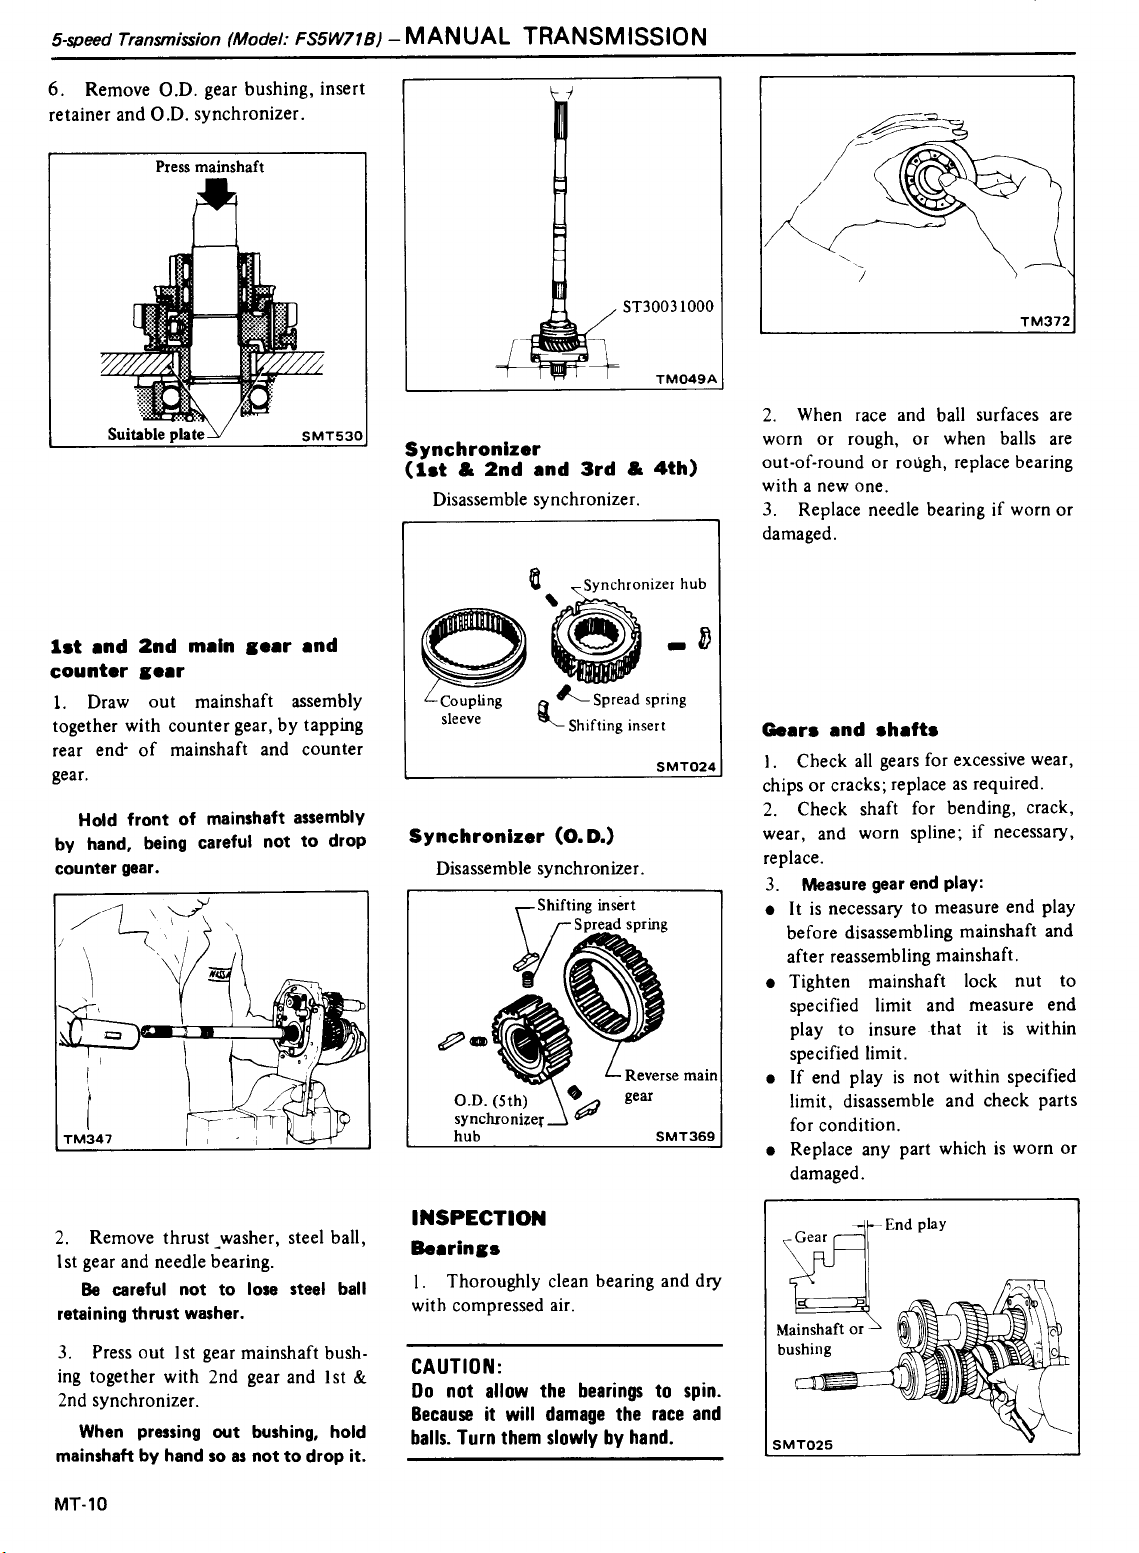 5-speed Transmission (Model: FS5W71B) – MANUAL TRANSMISSION
6. Remove O.D. gear bushing, insert
retainer and O.D. synchronizer.
Press mainshaft
Suitable plate
SMT530
1st and 2nd main gear and
counter gear
1. Draw out mainshaft assembly
together with counter gear, by tapping
rear end of mainshaft and counter
gear.
Hold front of mainshaft assembly
by hand, being careful not to drop
counter gear.
NISSA
TM347
2. Remove thrust washer, steel ball,
1st gear and needle bearing.
Be careful not to lose steel ball
retaining thrust washer.
3. Press out 1st gear mainshaft bush-
ing together with 2nd gear and 1st &
2nd synchronizer.
When pressing out bushing, hold
mainshaft by hand so as not to drop it.
ST30031000
TM049A
Synchronizer
(1st & 2nd and 3rd & 4th)
Disassemble synchronizer.
Synchronizer hub
Coupling
sleeve
Spread spring
Shifting insert
SMT024
Synchronizer (O.D.)
Disassemble synchronizer.
Shifting insert
Spread spring
Reverse main
gear
O.D. (5th)
synchronizer
hub
SMT369
INSPECTION
Bearings
1. Thoroughly clean bearing and dry
with compressed air.
CAUTION:
Do not allow the bearings to spin.
Because it will damage the race and
balls. Turn them slowly by hand.
TM372
2. When race and ball surfaces are
worn or rough, or when balls are
out-of-round or rough, replace bearing
with a new one.
3. Replace needle bearing if worn or
damaged.
Gears and shafts
1. Check all gears for excessive wear,
chips or cracks; replace as required.
2. Check shaft for bending, crack,
wear, and worn spline; if necessary,
replace.
3. Measure gear end play:
• It is necessary to measure end play
before disassembling mainshaft and
after reassembling mainshaft.
• Tighten mainshaft lock nut to
specified limit and measure end
play to insure that it is within
specified limit.
• If end play is not within specified
limit, disassemble and check parts
for condition.
• Replace any part which is worn or
damaged.
End play
Gear
Mainshaft or
bushing
SMT025
MT-10